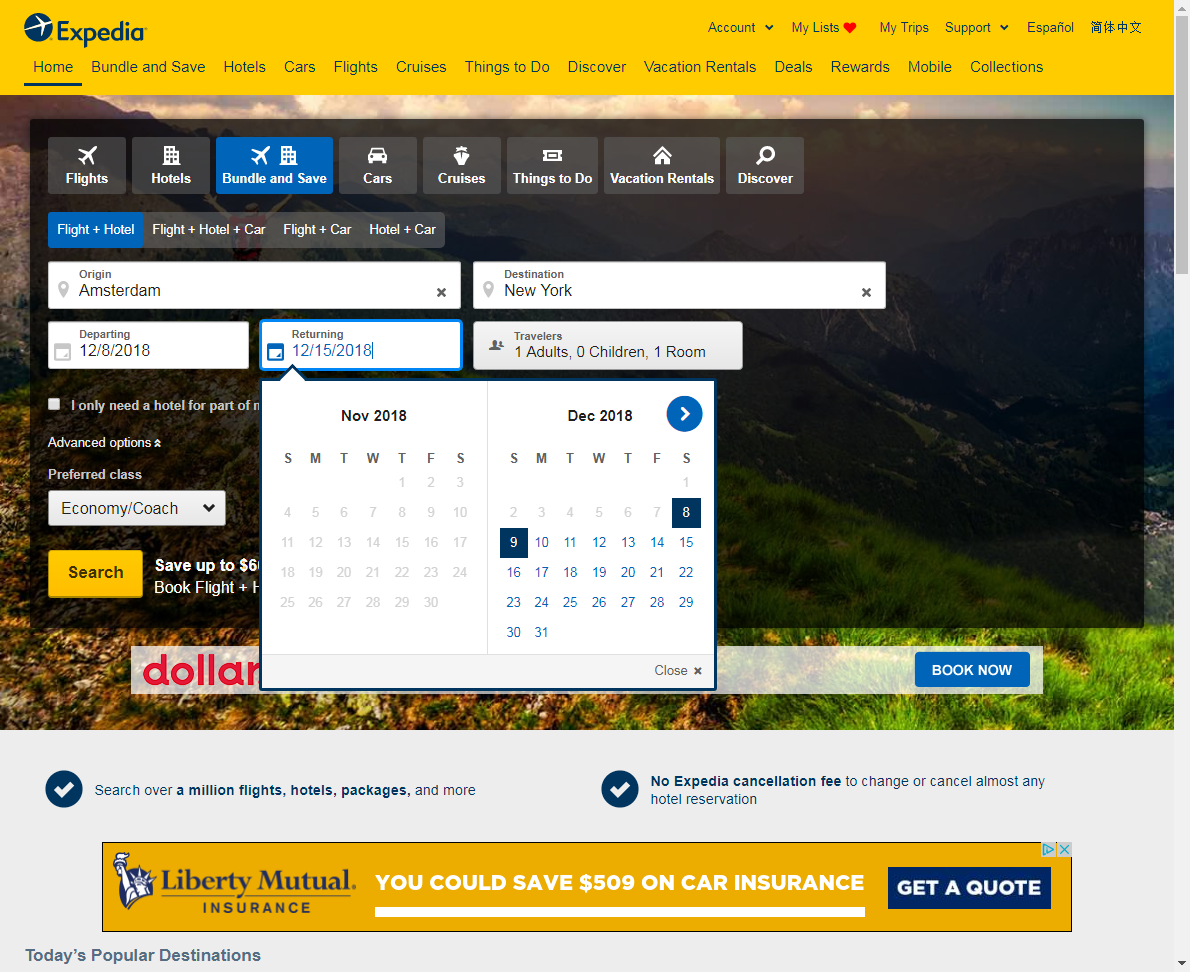 Expedia
Account My Lists My Trips Support Español 简体中文
Home Bundle and Save Hotels Cars Flights Cruises Things to Do Discover Vacation Rentals Deals Rewards Mobile Collections
Flights Hotels Bundle and Save Cars Cruises Things to Do Vacation Rentals Discover
Flight + Hotel Flight + Hotel + Car Flight + Car Hotel + Car
Origin
Amsterdam
Destination
New York
Departing
12/8/2018
Returning
12/15/2018
Travelers
1 Adults, 0 Children, 1 Room
I only need a hotel for part of
Advanced options
Preferred class
Economy/Coach
Search
Save up to $6
Book Flight + H
Nov 2018
S M T W T F S
1 2 3
4 5 6 7 8 9 10
11 12 13 14 15 16 17
18 19 20 21 22 23 24
25 26 27 28 29 30
Dec 2018
S M T W T F S
1
2 3 4 5 6 7 8
9 10 11 12 13 14 15
16 17 18 19 20 21 22
23 24 25 26 27 28 29
30 31
Close
dollar
BOOK NOW
Search over a million flights, hotels, packages, and more
No Expedia cancellation fee to change or cancel almost any
hotel reservation
Liberty Mutual.
INSURANCE
YOU COULD SAVE $509 ON CAR INSURANCE
GET A QUOTE
Today's Popular Destinations